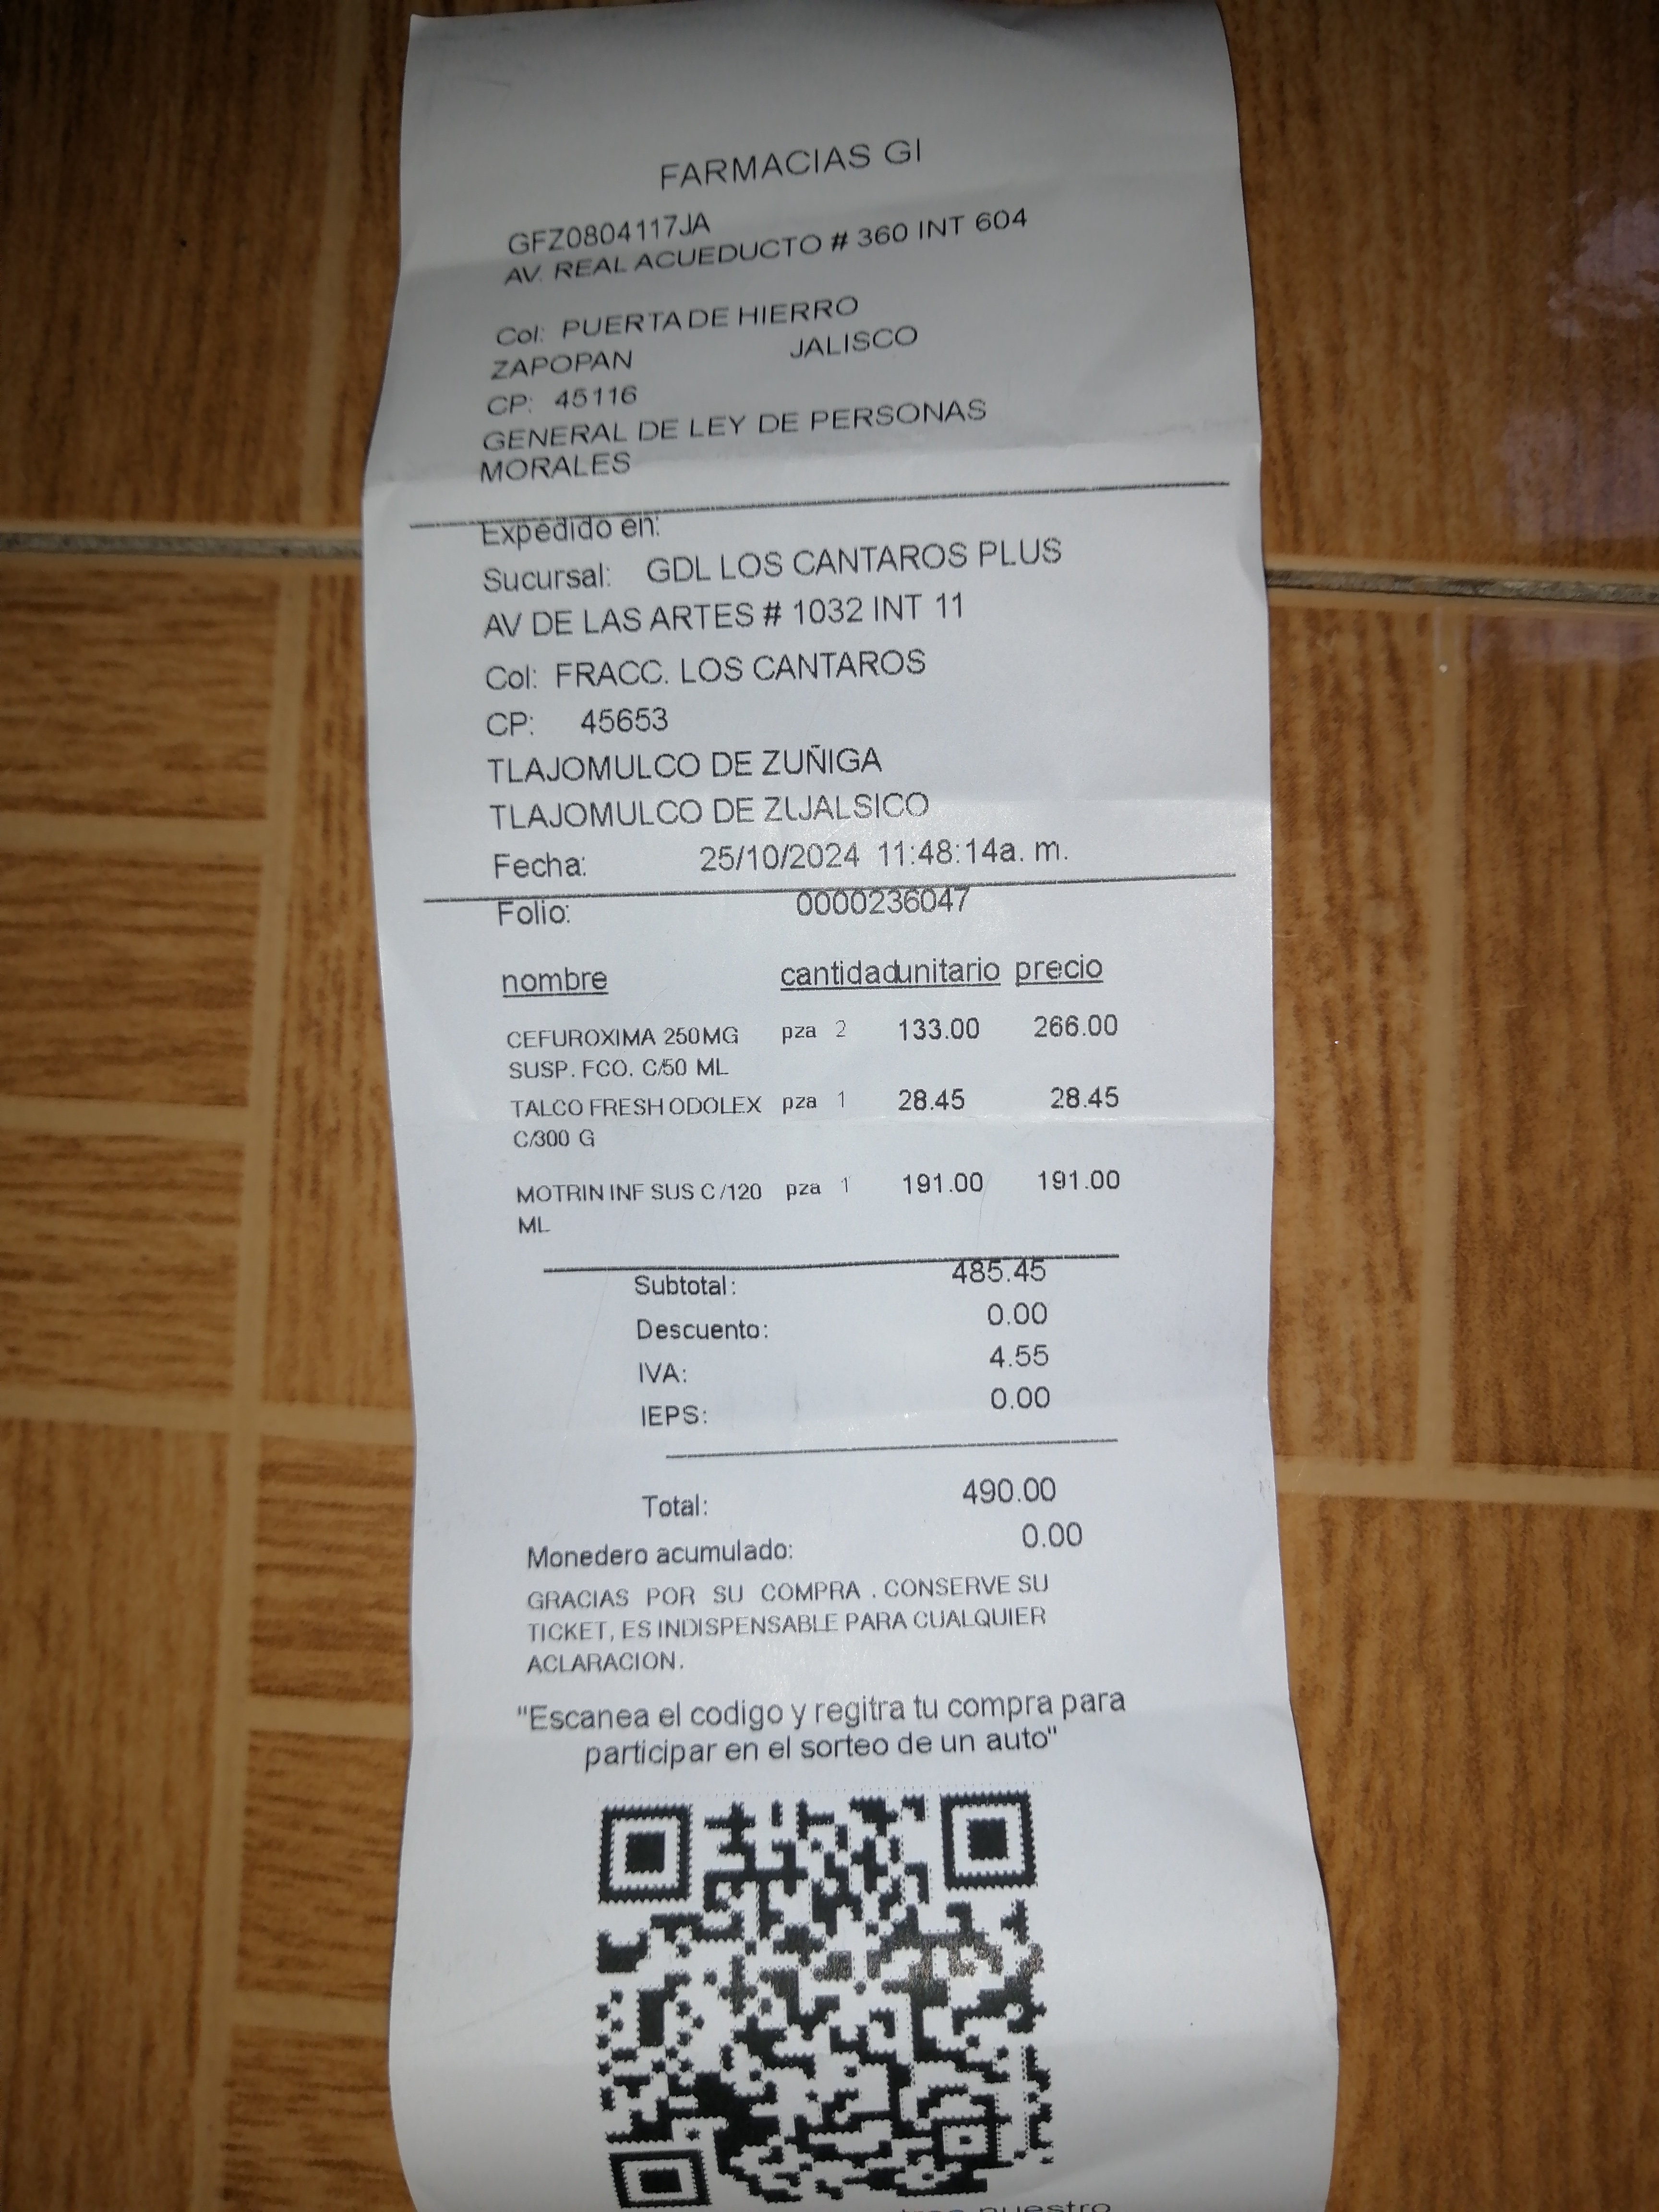 FARMACIAS GI
GFZ0804117JA
AV. REAL ACUEDUCTO # 360 INT 604
Col: PUERTA DE HIERRO
ZAPOPAN JALISCO
CP: 45116
GENERAL DE LEY DE PERSONAS
MORALES
Expedido en:
Sucursal: GDL LOS CANTAROS PLUS
AV DE LAS ARTES # 1032 INT 11
Col: FRACC. LOS CANTAROS
CP: 45653
TLAJOMULCO DE ZUÑIGA
TLAJOMULCO DE ZUJALSICO
Fecha: 25/10/2024 11:48:14a. m.
Folio: 0000236047
nombre cantidad unitario precio
CEFUROXIMA 250MG pza 2 133.00 266.00
SUSP. FCO. C/50 ML
TALCO FRESH ODOLEX pza 1 28.45 28.45
C/300 G
MOTRIN INF SUS C/120 pza 1 191.00 191.00
ML
Subtotal: 485.45
Descuento: 0.00
IVA: 4.55
IEPS: 0.00
Total: 490.00
Monedero acumulado: 0.00
GRACIAS POR SU COMPRA . CONSERVE SU
TICKET, ES INDISPENSABLE PARA CUALQUIER
ACLARACION.
"Escanea el codigo y regitra tu compra para
participar en el sorteo de un auto"
nuestro